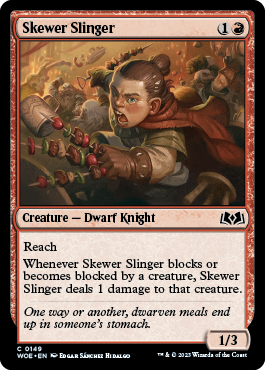 Skewer Slinger 1
Creature — Dwarf Knight
Reach
Whenever Skewer Slinger blocks or
becomes blocked by a creature, Skewer
Slinger deals 1 damage to that creature.
One way or another, dwarven meals end
up in someone's stomach.
1/3
C 0149
WOE • EN Edgar Sánchez Hidalgo
™ & © 2023 Wizards of the Coast